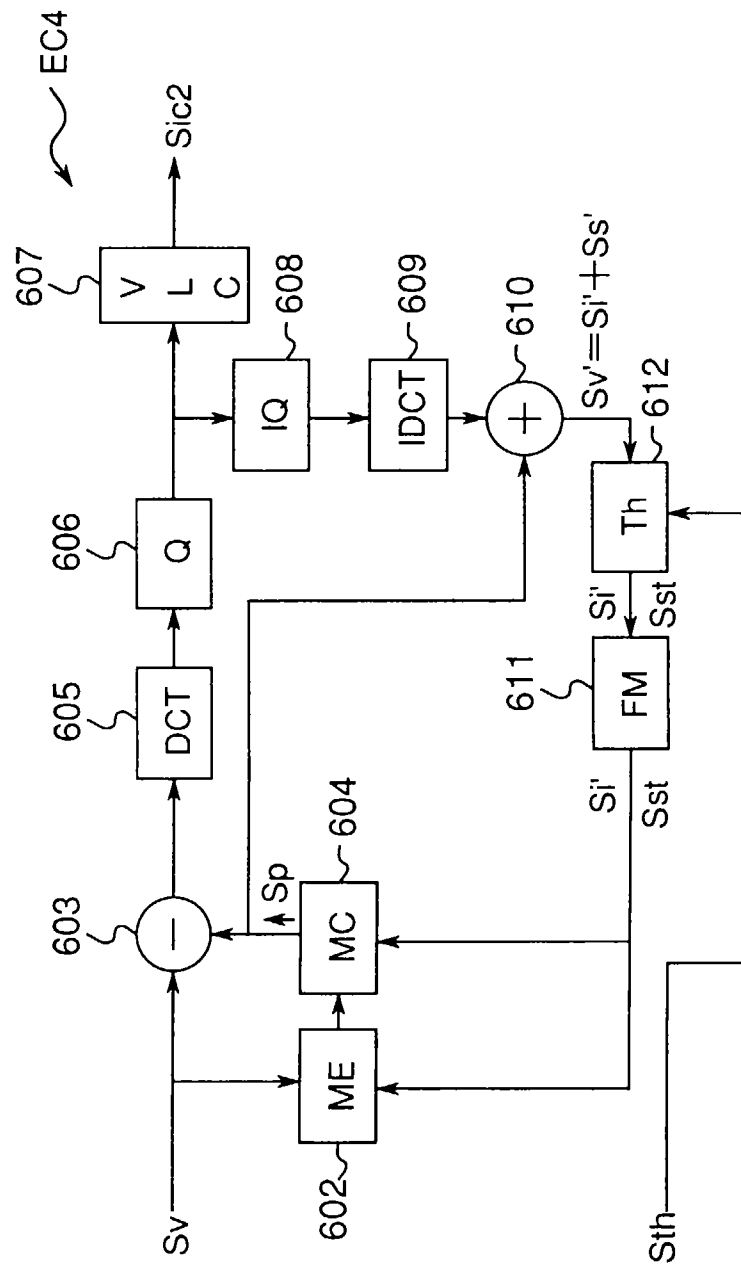 EC4
Sv
603
605
DCT
606
Q
607
V
L
C
Sic2
602
ME
MC
604
Sp
IQ
608
IDCT
609
610
Sv'=Si'+Ss'
611
FM
Si'
Sst
Si'
Sst
Th
612
Sth